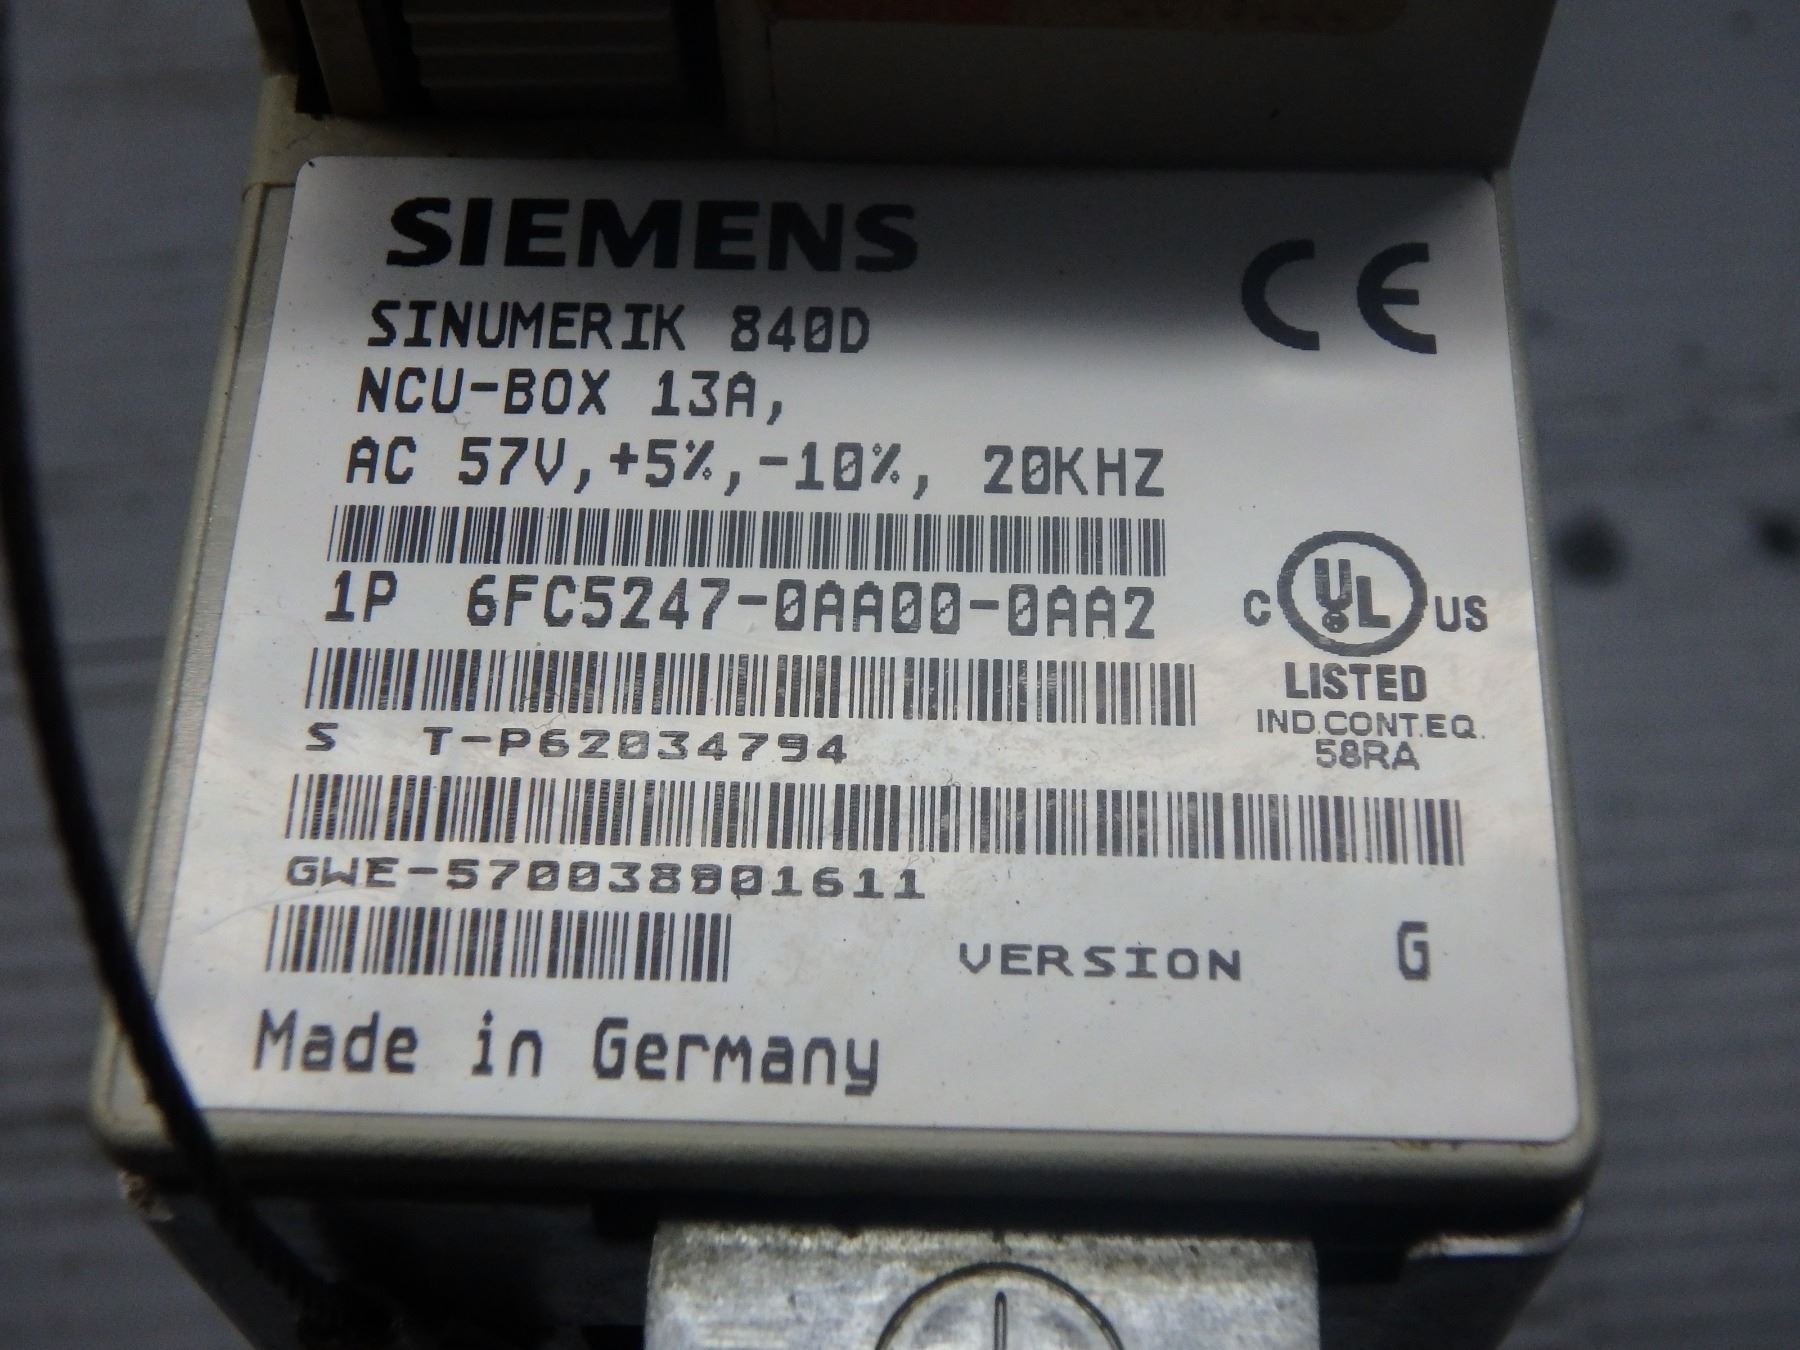 SIEMENS
CE
SINUMERIK 840D
NCU-BOX 13A,
AC 57V,+5%,-10%, 20KHZ
1P 6FC5247-0AA00-0AA2
C UL US
LISTED
IND.CONT.EQ.
58RA
S T-P62034794
GWE-570038801611
VERSION G
Made in Germany